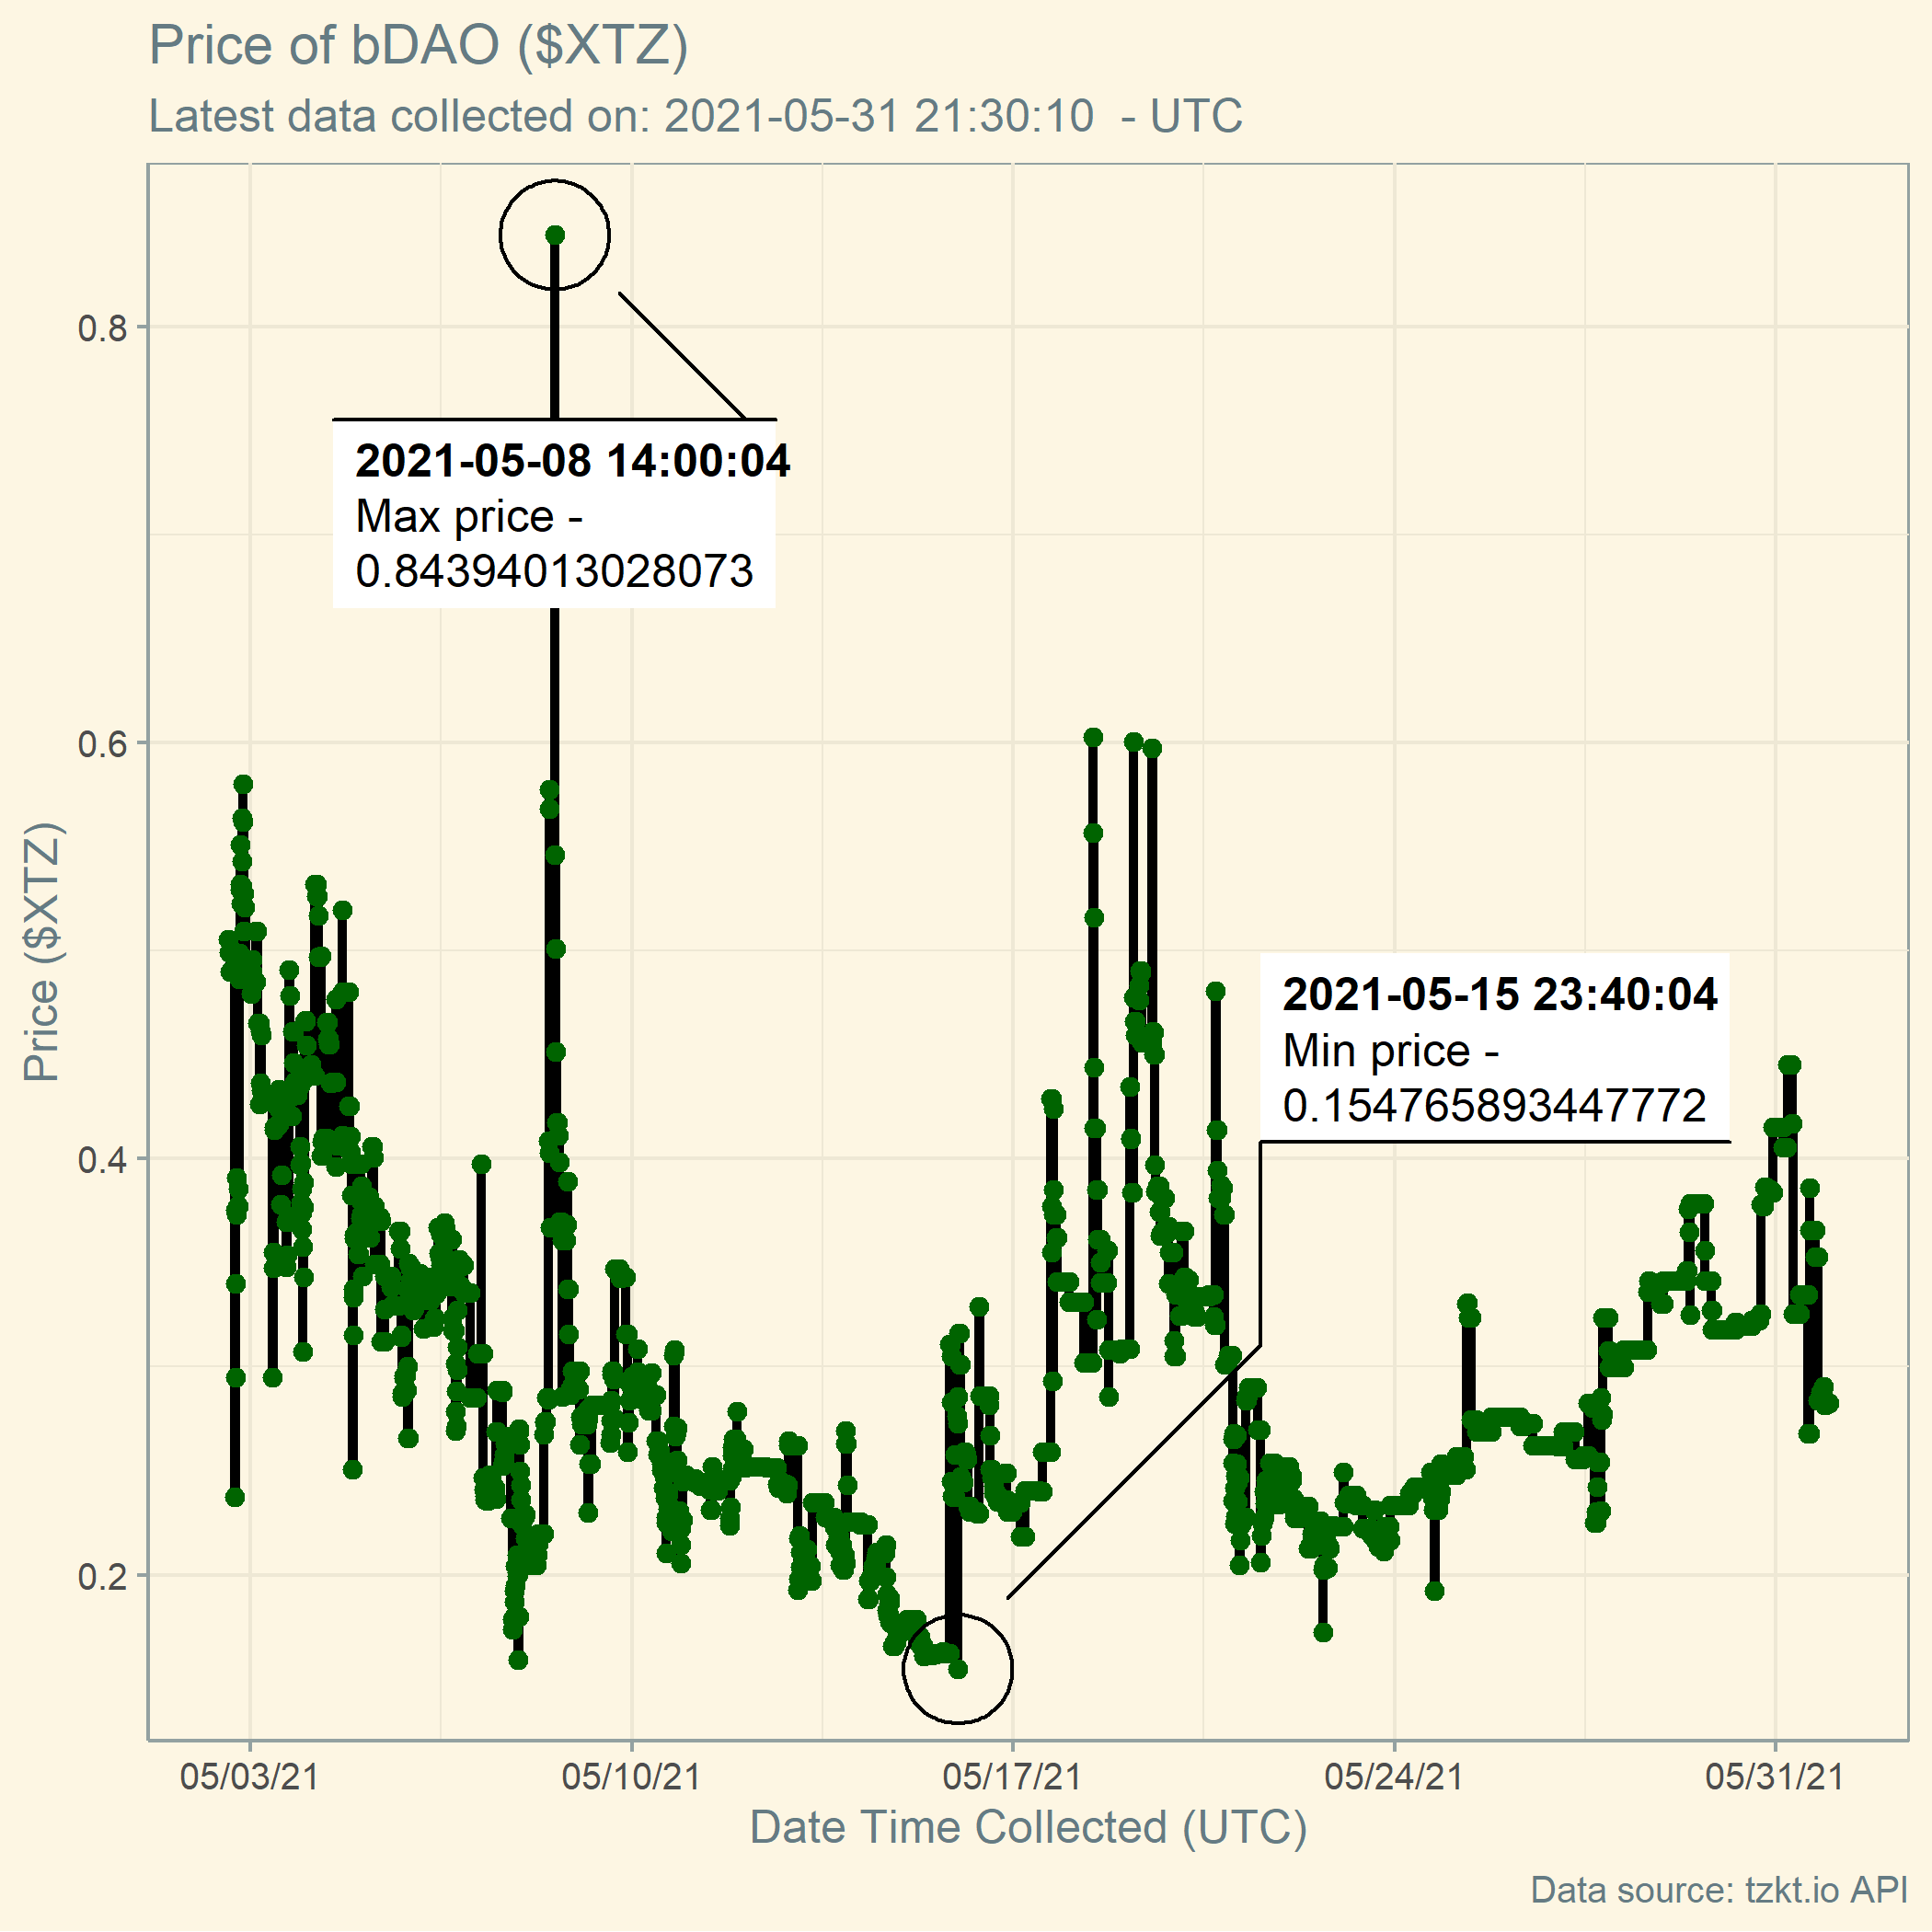 Price of bDAO ($XTZ)
Latest data collected on: 2021-05-31 21:30:10  - UTC
2021-05-08 14:00:04
Max price -
0.84394013028073
2021-05-15 23:40:04
Min price -
0.154765893447772
Price ($XTZ)
0.8
0.6
0.4
0.2
05/03/21
05/10/21
05/17/21
05/24/21
05/31/21
Date Time Collected (UTC)
Data source: tzkt.io API